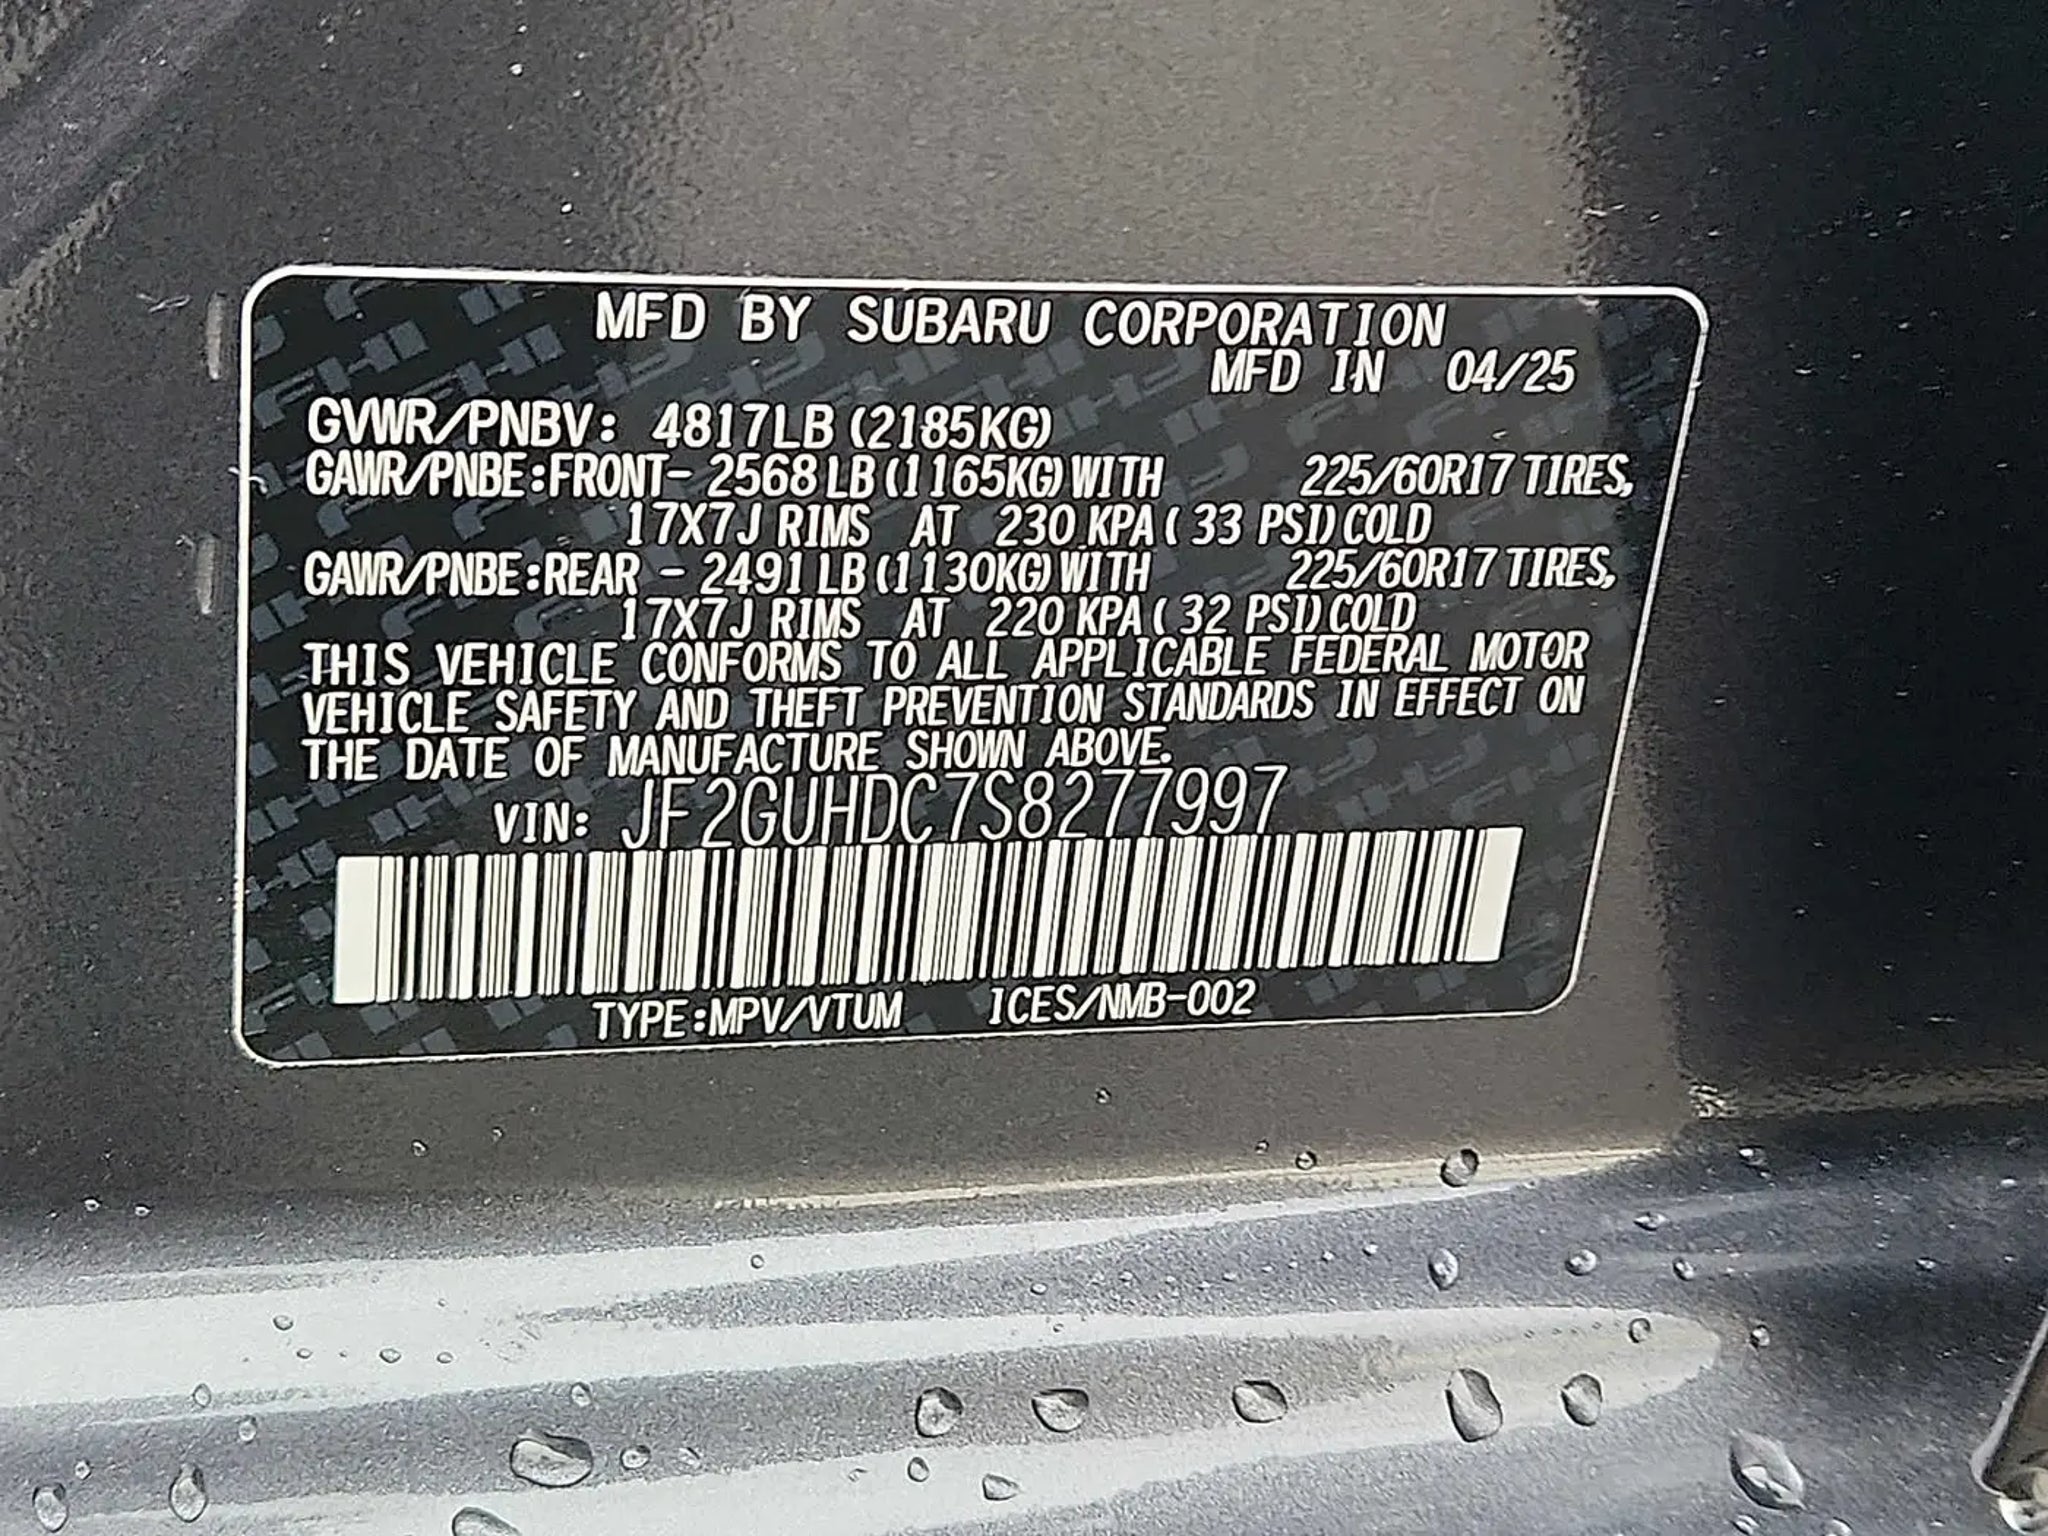 MFD BY SUBARU CORPORATION
MFD IN 04/25
GVWR/PNBV: 4817LB (2185KG)
GAWR/PNBE:FRONT- 2568 LB (1165KG) WITH 225/60R17 TIRES,
17X7J RIMS AT 230 KPA ( 33 PSI) COLD
GAWR/PNBE:REAR - 2491 LB (1130KG) WITH 225/60R17 TIRES,
17X7J RIMS AT 220 KPA ( 32 PSI) COLD
THIS VEHICLE CONFORMS TO ALL APPLICABLE FEDERAL MOTOR
VEHICLE SAFETY AND THEFT PREVENTION STANDARDS IN EFFECT ON
THE DATE OF MANUFACTURE SHOWN ABOVE.
VIN: JF2GUHDC7S8277997
TYPE:MPV/VTUM ICES/NMB-002